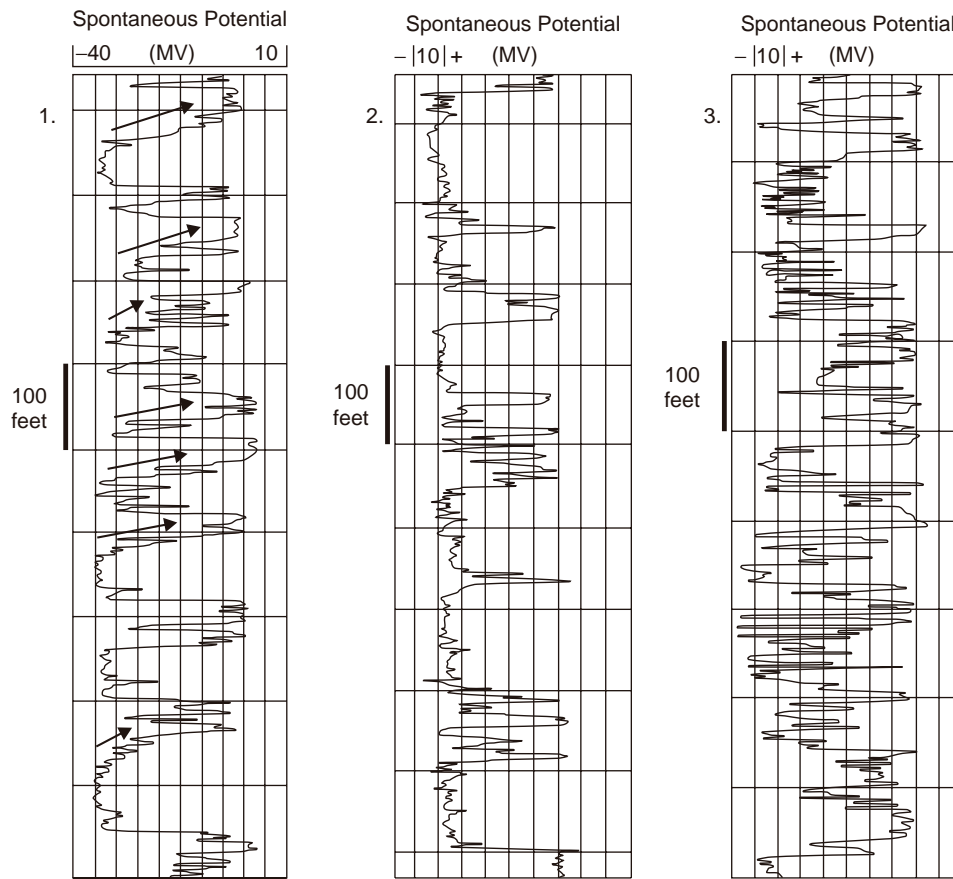 Spontaneous Potential
–40 (MV) 10
1.
100
feet
Spontaneous Potential
– |10| + (MV)
2.
100
feet
Spontaneous Potential
– |10| + (MV)
3.
100
feet